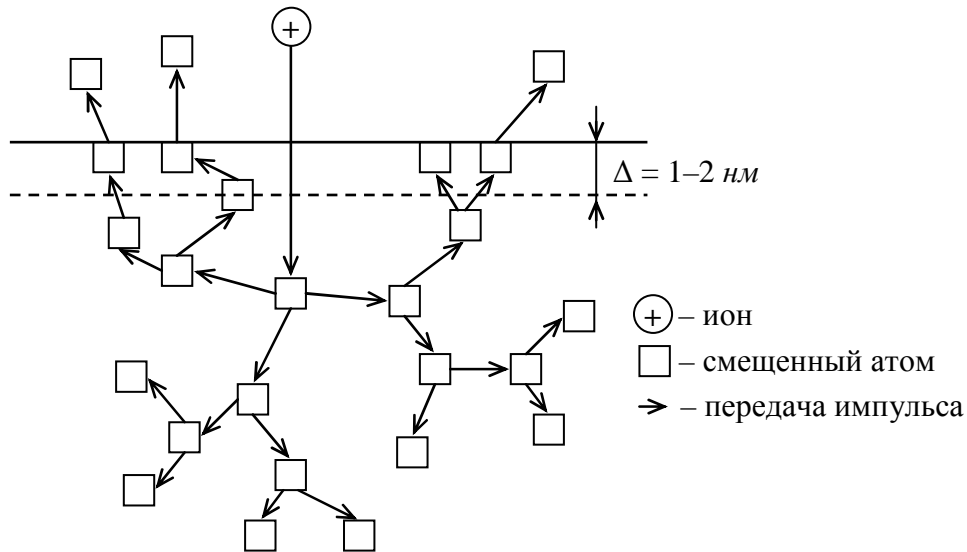 +
Δ = 1–2 нм
+ – ион
– смещенный атом
– передача импульса